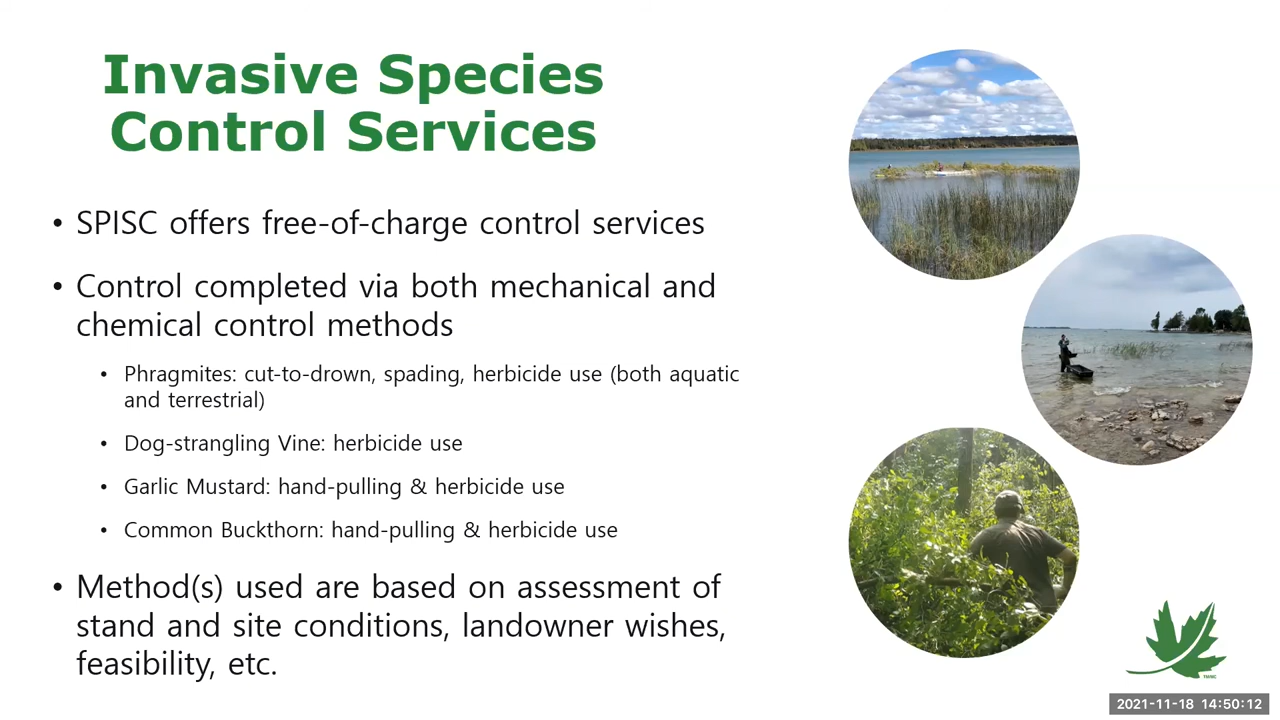 Invasive Species
Control Services
• SPISC offers free-of-charge control services
• Control completed via both mechanical and
chemical control methods
• Phragmites: cut-to-drown, spading, herbicide use (both aquatic
and terrestrial)
• Dog-strangling Vine: herbicide use
• Garlic Mustard: hand-pulling & herbicide use
• Common Buckthorn: hand-pulling & herbicide use
• Method(s) used are based on assessment of
stand and site conditions, landowner wishes,
feasibility, etc.
2021-11-18 14:50:12